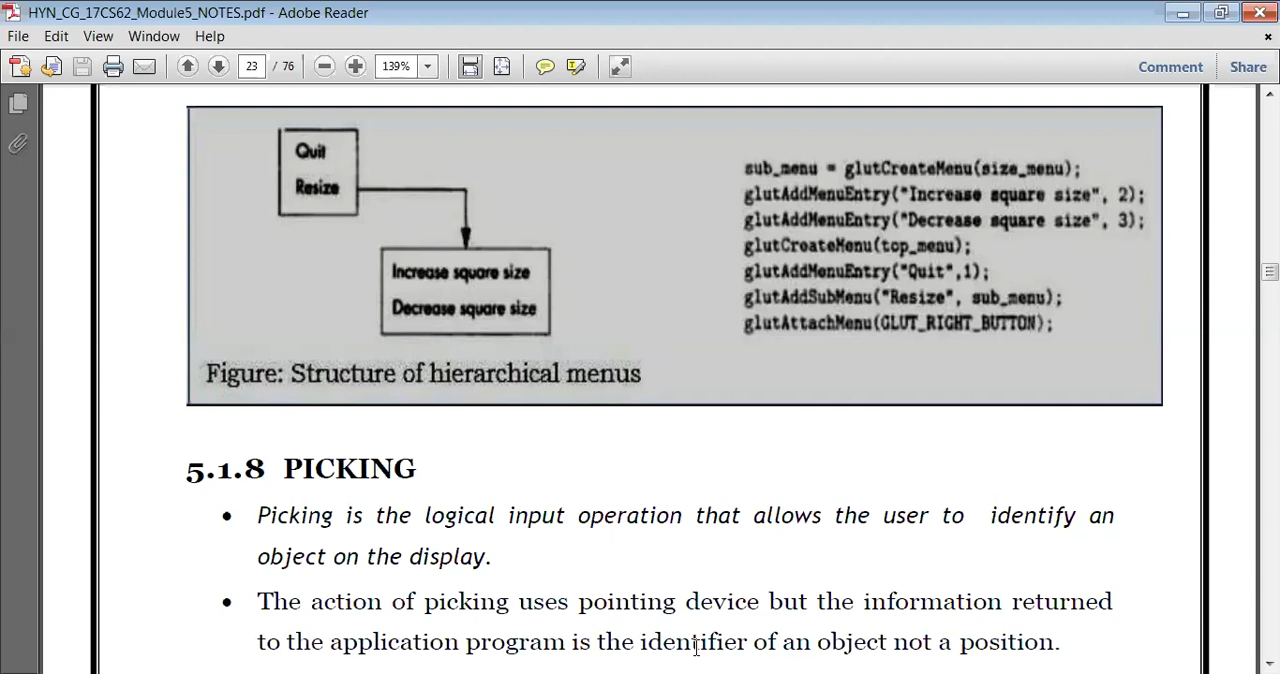 HYN_CG_17CS62_Module5_NOTES.pdf - Adobe Reader
File Edit View Window Help
23 / 76 139% Comment Share
Quit
Resize
Increase square size
Decrease square size
sub_menu = glutCreateMenu(size_menu);
glutAddMenuEntry("Increase square size", 2);
glutAddMenuEntry("Decrease square size", 3);
glutCreateMenu(top_menu);
glutAddMenuEntry("Quit",1);
glutAddSubMenu("Resize", sub_menu);
glutAttachMenu(GLUT_RIGHT_BUTTON);
Figure: Structure of hierarchical menus
5.1.8 PICKING
• Picking is the logical input operation that allows the user to identify an
object on the display.
• The action of picking uses pointing device but the information returned
to the application program is the identifier of an object not a position.